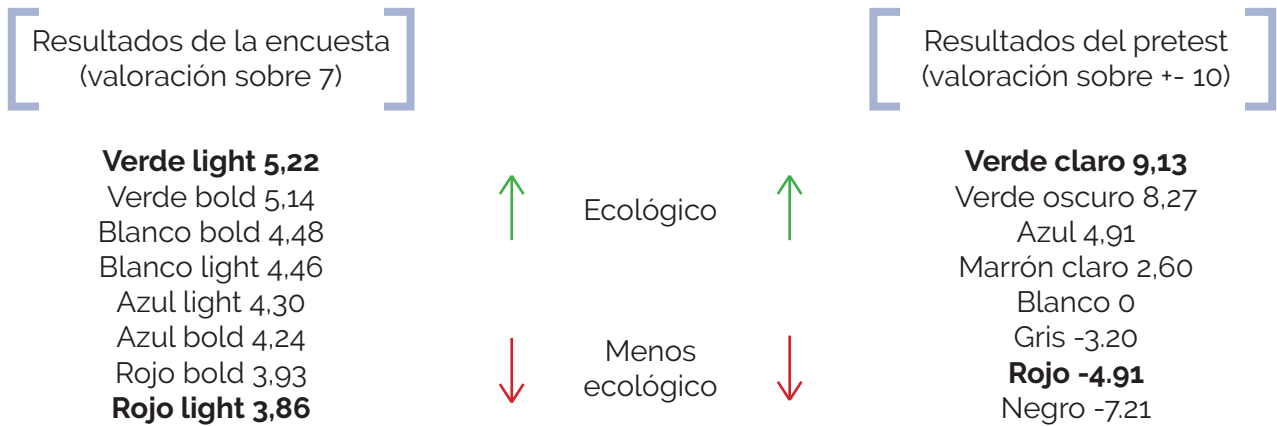 Resultados de la encuesta
(valoración sobre 7)
Verde light 5,22
Verde bold 5,14
Blanco bold 4,48
Blanco light 4,46
Azul light 4,30
Azul bold 4,24
Rojo bold 3,93
Rojo light 3,86
Ecológico
Menos
ecológico
Resultados del pretest
(valoración sobre +- 10)
Verde claro 9,13
Verde oscuro 8,27
Azul 4,91
Marrón claro 2,60
Blanco 0
Gris -3.20
Rojo -4.91
Negro -7.21